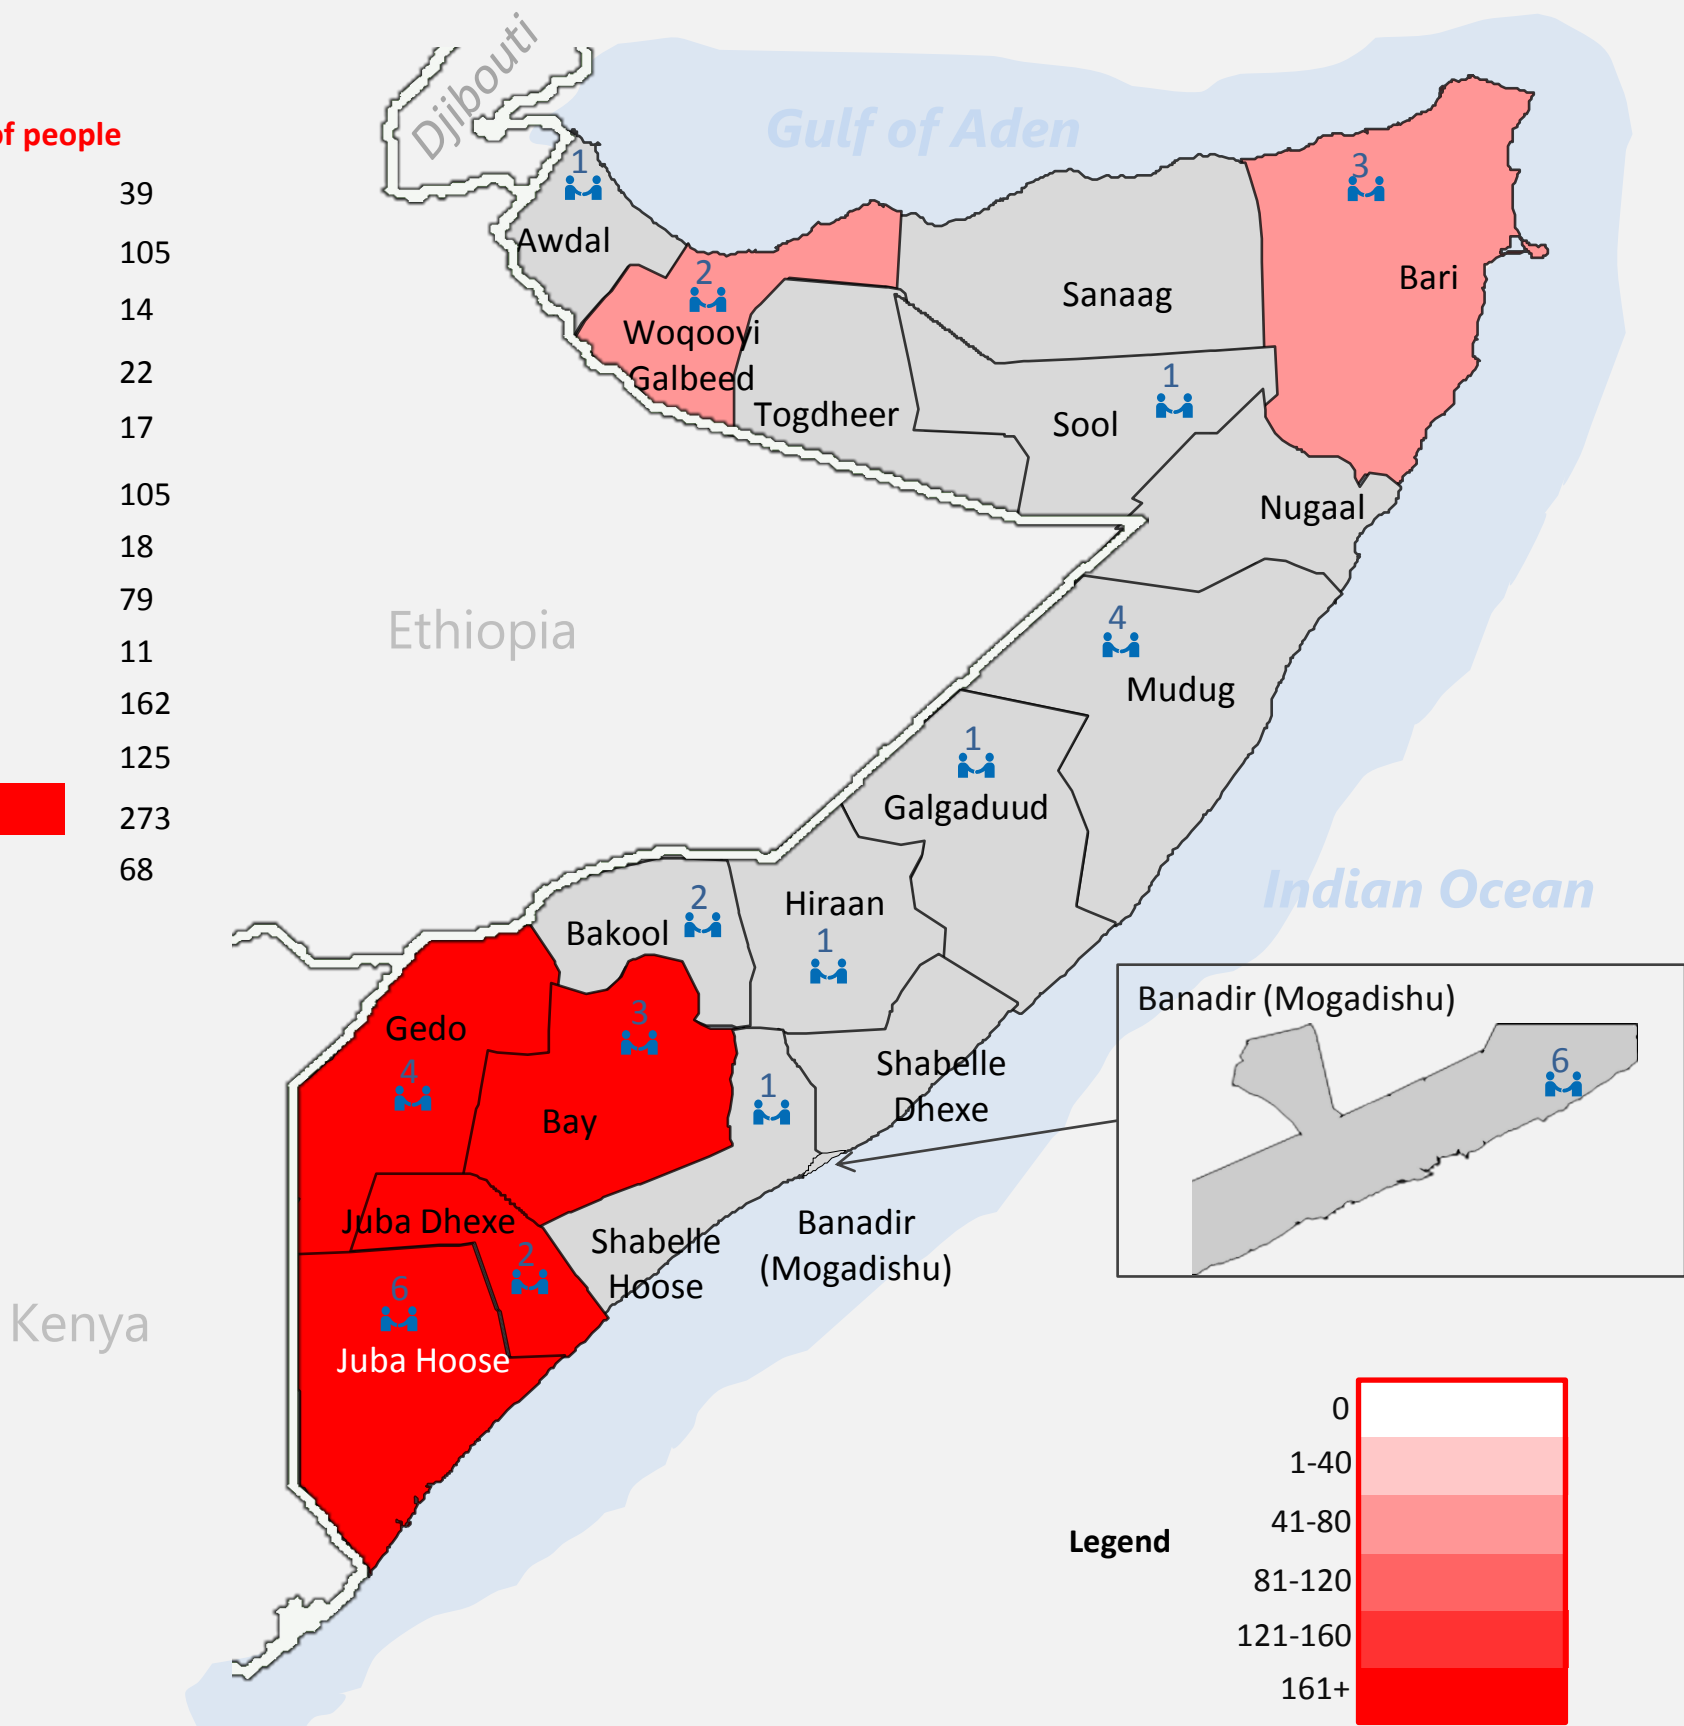 of people
39
105
14
22
17
105
18
79
11
162
125
273
68
Djibouti
Gulf of Aden
1
Awdal
2
Woqooyi
Galbeed
Togdheer
Sanaag
3
Bari
1
Sool
Nugaal
Ethiopia
4
Mudug
1
Galgaduud
Indian Ocean
Hiraan
1
2
Bakool
Gedo
4
3
Bay
1
Shabelle
Dhexe
Banadir (Mogadishu)
6
Juba Dhexe
2
Shabelle
Hoose
Banadir
(Mogadishu)
6
Juba Hoose
Kenya
Legend
0
1-40
41-80
81-120
121-160
161+